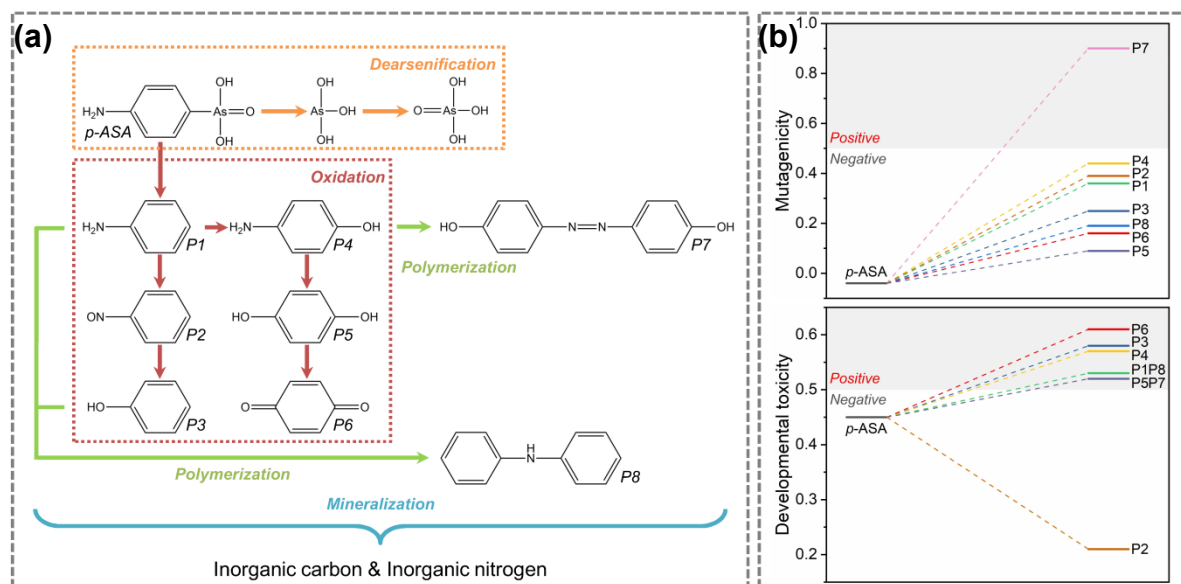 (a)
Dearsenification
OH
H₂N
As
O
OH
p-ASA
OH
As
OH
OH
OH
O
As
OH
OH
Oxidation
H₂N
P1
H₂N
OH
P4
HO
N
N
OH
P7
Polymerization
ON
P2
HO
OH
P5
HO
P3
O
O
P6
Polymerization
H
N
P8
Mineralization
Inorganic carbon & Inorganic nitrogen
(b)
Mutagenicity
1.0
0.8
0.6
0.4
0.2
0.0
Positive
Negative
p-ASA
P7
P4
P2
P1
P3
P8
P6
P5
Developmental toxicity
0.6
0.5
0.4
0.3
0.2
Positive
Negative
p-ASA
P6
P3
P4
P1P8
P5P7
P2